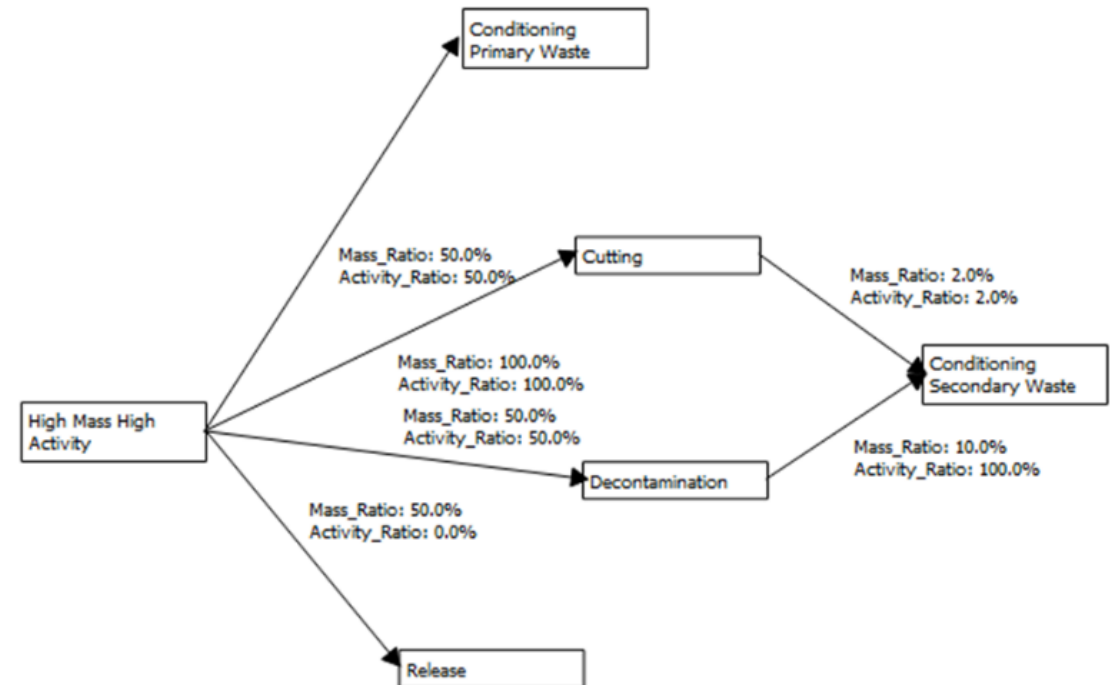 Conditioning
Primary Waste
Mass_Ratio: 50.0%
Activity_Ratio: 50.0%
Cutting
Mass_Ratio: 2.0%
Activity_Ratio: 2.0%
Mass_Ratio: 100.0%
Activity_Ratio: 100.0%
Conditioning
Secondary Waste
High Mass High
Activity
Mass_Ratio: 50.0%
Activity_Ratio: 50.0%
Mass_Ratio: 10.0%
Activity_Ratio: 100.0%
Decontamination
Mass_Ratio: 50.0%
Activity_Ratio: 0.0%
Release